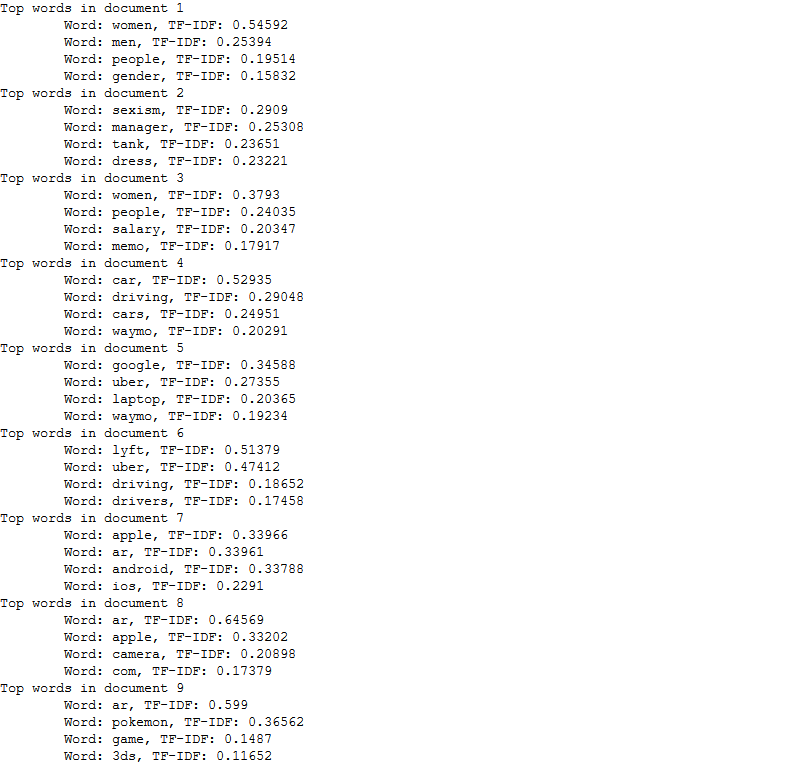 Top words in document 1
Word: women, TF-IDF: 0.54592
Word: men, TF-IDF: 0.25394
Word: people, TF-IDF: 0.19514
Word: gender, TF-IDF: 0.15832
Top words in document 2
Word: sexism, TF-IDF: 0.2909
Word: manager, TF-IDF: 0.25308
Word: tank, TF-IDF: 0.23651
Word: dress, TF-IDF: 0.23221
Top words in document 3
Word: women, TF-IDF: 0.3793
Word: people, TF-IDF: 0.24035
Word: salary, TF-IDF: 0.20347
Word: memo, TF-IDF: 0.17917
Top words in document 4
Word: car, TF-IDF: 0.52935
Word: driving, TF-IDF: 0.29048
Word: cars, TF-IDF: 0.24951
Word: waymo, TF-IDF: 0.20291
Top words in document 5
Word: google, TF-IDF: 0.34588
Word: uber, TF-IDF: 0.27355
Word: laptop, TF-IDF: 0.20365
Word: waymo, TF-IDF: 0.19234
Top words in document 6
Word: lyft, TF-IDF: 0.51379
Word: uber, TF-IDF: 0.47412
Word: driving, TF-IDF: 0.18652
Word: drivers, TF-IDF: 0.17458
Top words in document 7
Word: apple, TF-IDF: 0.33966
Word: ar, TF-IDF: 0.33961
Word: android, TF-IDF: 0.33788
Word: ios, TF-IDF: 0.2291
Top words in document 8
Word: ar, TF-IDF: 0.64569
Word: apple, TF-IDF: 0.33202
Word: camera, TF-IDF: 0.20898
Word: com, TF-IDF: 0.17379
Top words in document 9
Word: ar, TF-IDF: 0.599
Word: pokemon, TF-IDF: 0.36562
Word: game, TF-IDF: 0.1487
Word: 3ds, TF-IDF: 0.11652